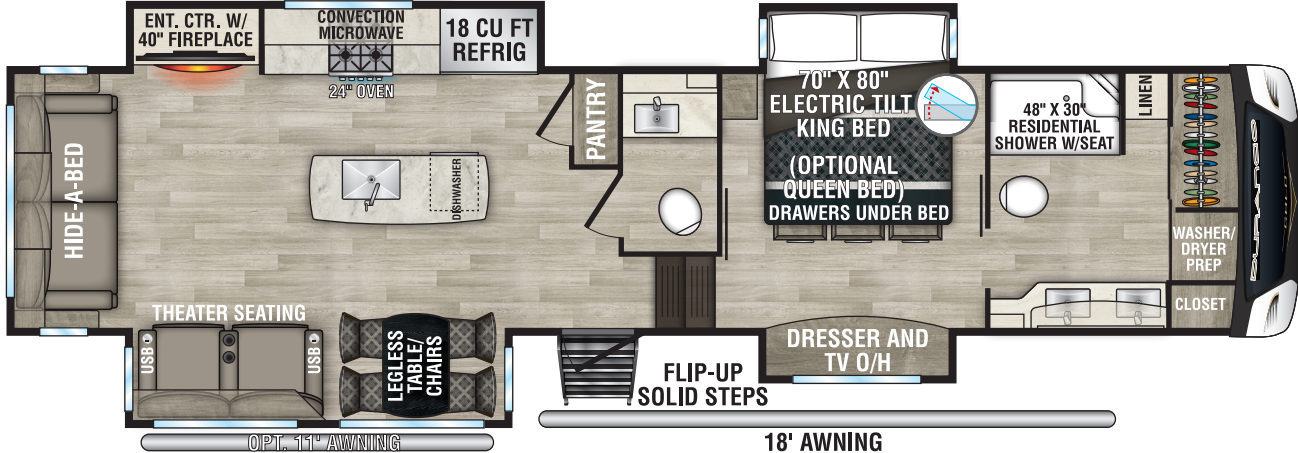 ENT. CTR. W/
40" FIREPLACE
CONVECTION
MICROWAVE
18 CU FT
REFRIG
24" OVEN
PANTRY
HIDE-A-BED
DISHWASHER
70" X 80"
ELECTRIC TILT
KING BED
(OPTIONAL
QUEEN BED)
DRAWERS UNDER BED
48" X 30"
RESIDENTIAL
SHOWER W/SEAT
LINEN
WASHER/
DRYER
PREP
CLOSET
DURANGO
GOLD
THEATER SEATING
USB
USB
LEGLESS
TABLE/
CHAIRS
DRESSER AND
TV O/H
FLIP-UP
SOLID STEPS
OPT. 11' AWNING
18' AWNING